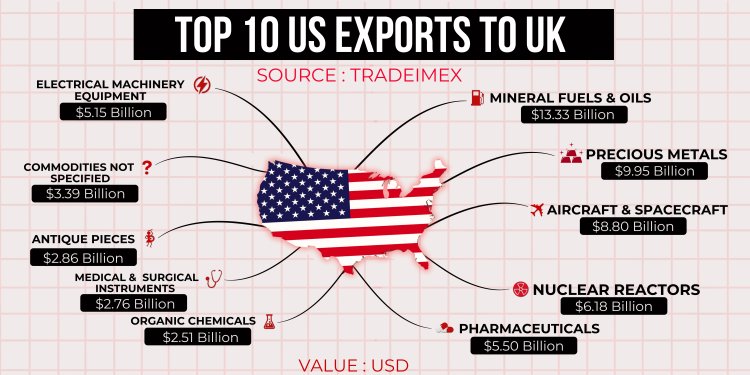 TOP 10 US EXPORTS TO UK
SOURCE : TRADEIMEX
ELECTRICAL MACHINERY
EQUIPMENT
$5.15 Billion
COMMODITIES NOT
SPECIFIED
$3.39 Billion
ANTIQUE PIECES
$2.86 Billion
MEDICAL & SURGICAL
INSTRUMENTS
$2.76 Billion
ORGANIC CHEMICALS
$2.51 Billion
MINERAL FUELS & OILS
$13.33 Billion
PRECIOUS METALS
$9.95 Billion
AIRCRAFT & SPACECRAFT
$8.80 Billion
NUCLEAR REACTORS
$6.18 Billion
PHARMACEUTICALS
$5.50 Billion
VALUE : USD